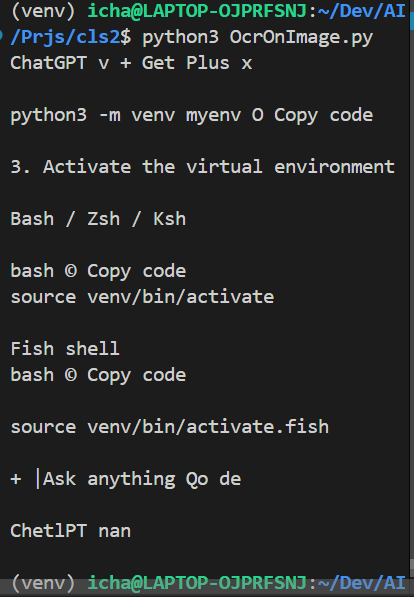 (venv) icha@LAPTOP-OJPRFSNJ:~/Dev/AI
/Prjs/cls2$ python3 OcrOnImage.py
ChatGPT v + Get Plus x
python3 -m venv myenv O Copy code
3. Activate the virtual environment
Bash / Zsh / Ksh
bash © Copy code
source venv/bin/activate
Fish shell
bash © Copy code
source venv/bin/activate.fish
+ |Ask anything Qo de
ChetlPT nan
(venv) icha@LAPTOP-OJPRFSNJ:~/Dev/AI